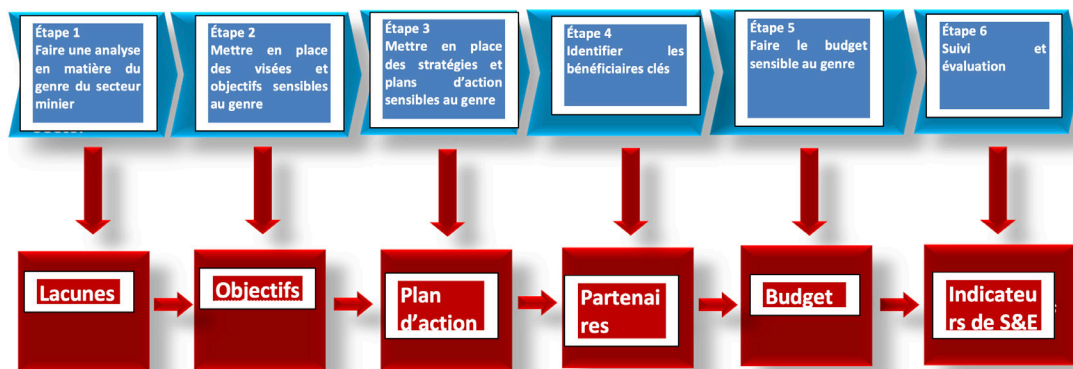 Étape 1
Faire une analyse
en matière du
genre du secteur
minier
Étape 2
Mettre en place
des visées et
objectifs sensibles
au genre
Étape 3
Mettre en place
des stratégies et
plans d'action
sensibles au genre
Étape 4
Identifier les
bénéficiaires clés
Étape 5
Faire le budget
sensible au genre
Étape 6
Suivi et
évaluation
Lacunes
Objectifs
Plan
d'action
Partenai
res
Budget
Indicateu
rs de S&E